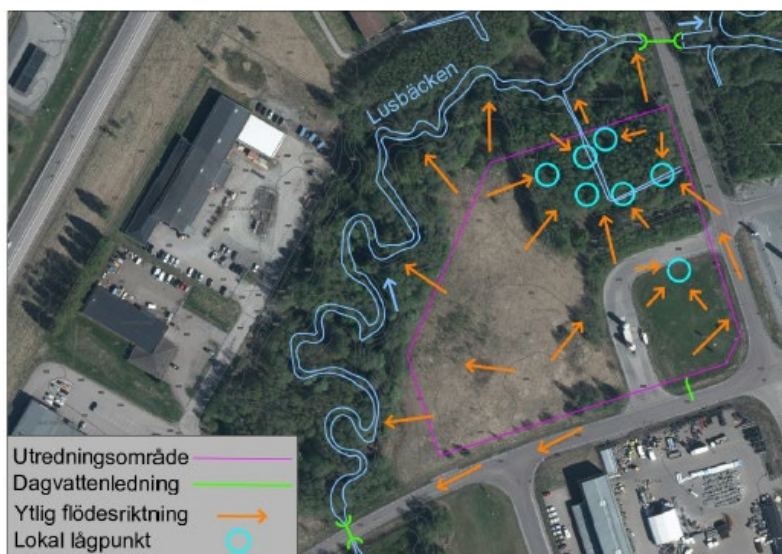 Lusbäcken
Utredningsområde
Dagvattenledning
Ytlig flödesriktning
Lokal lågpunkt